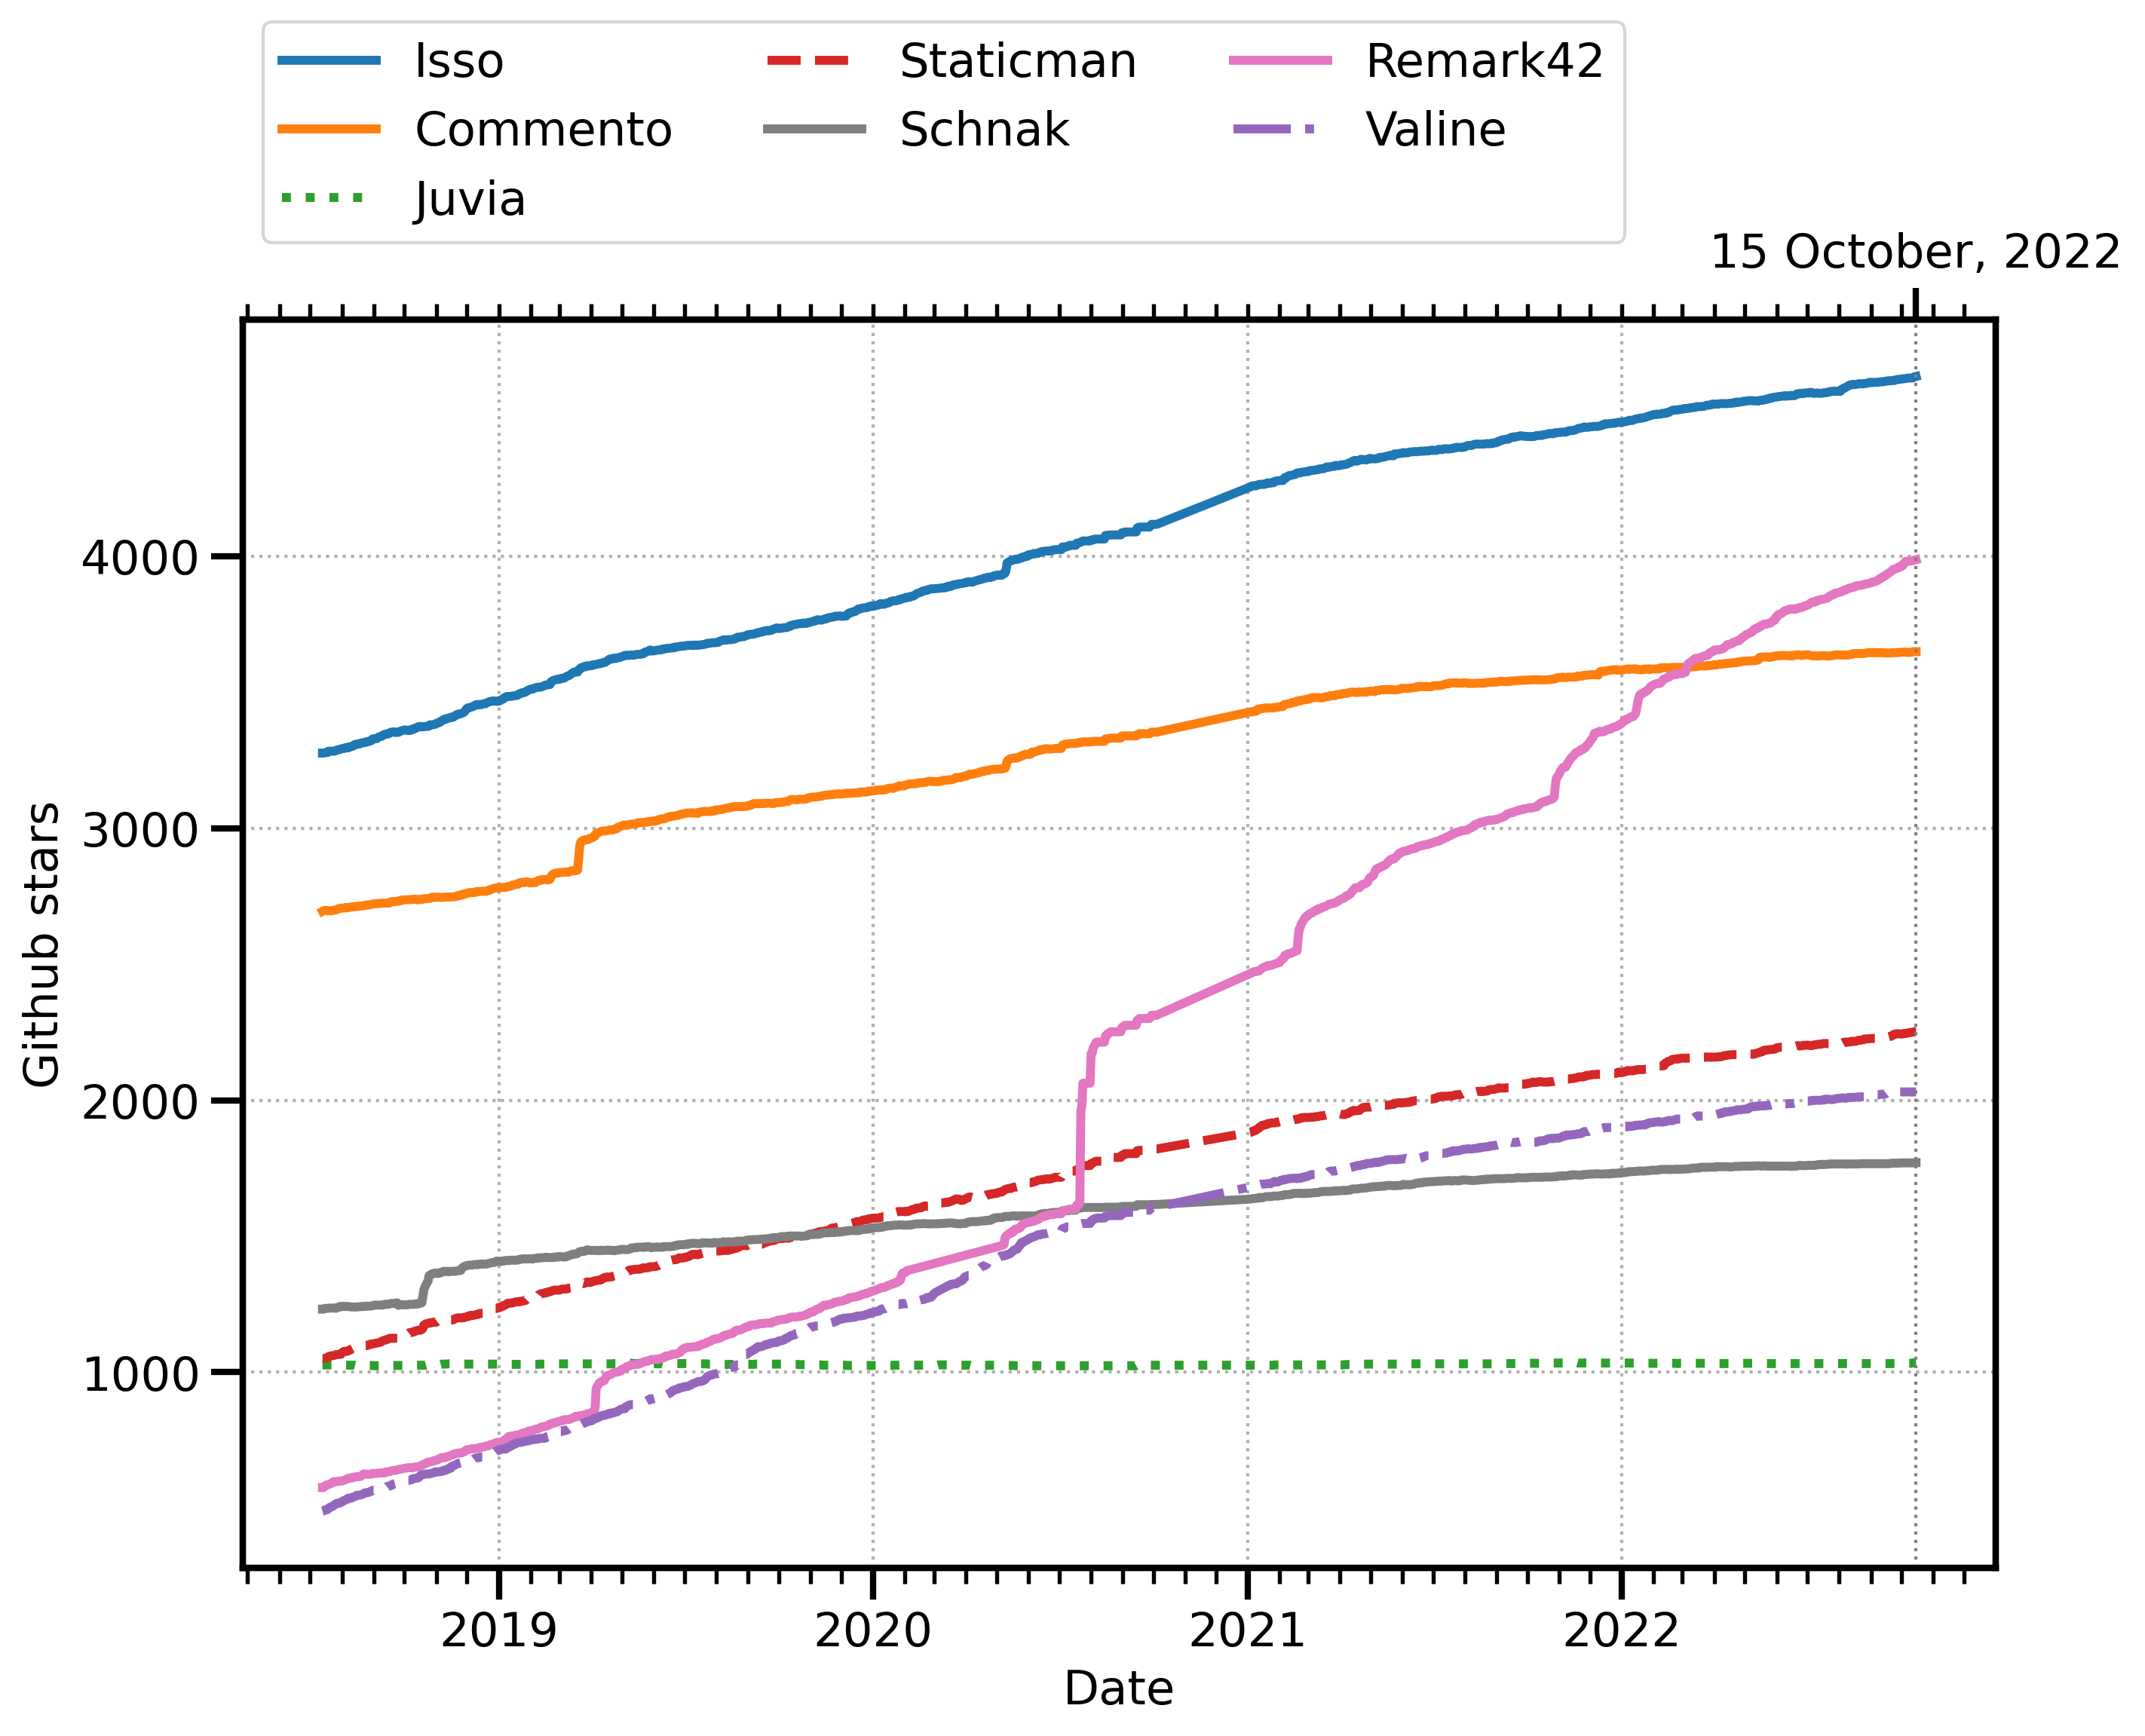 Isso
Commento
Juvia
Staticman
Schnak
Remark42
Valine
15 October, 2022
4000
3000
2000
1000
Github stars
2019
2020
2021
2022
Date